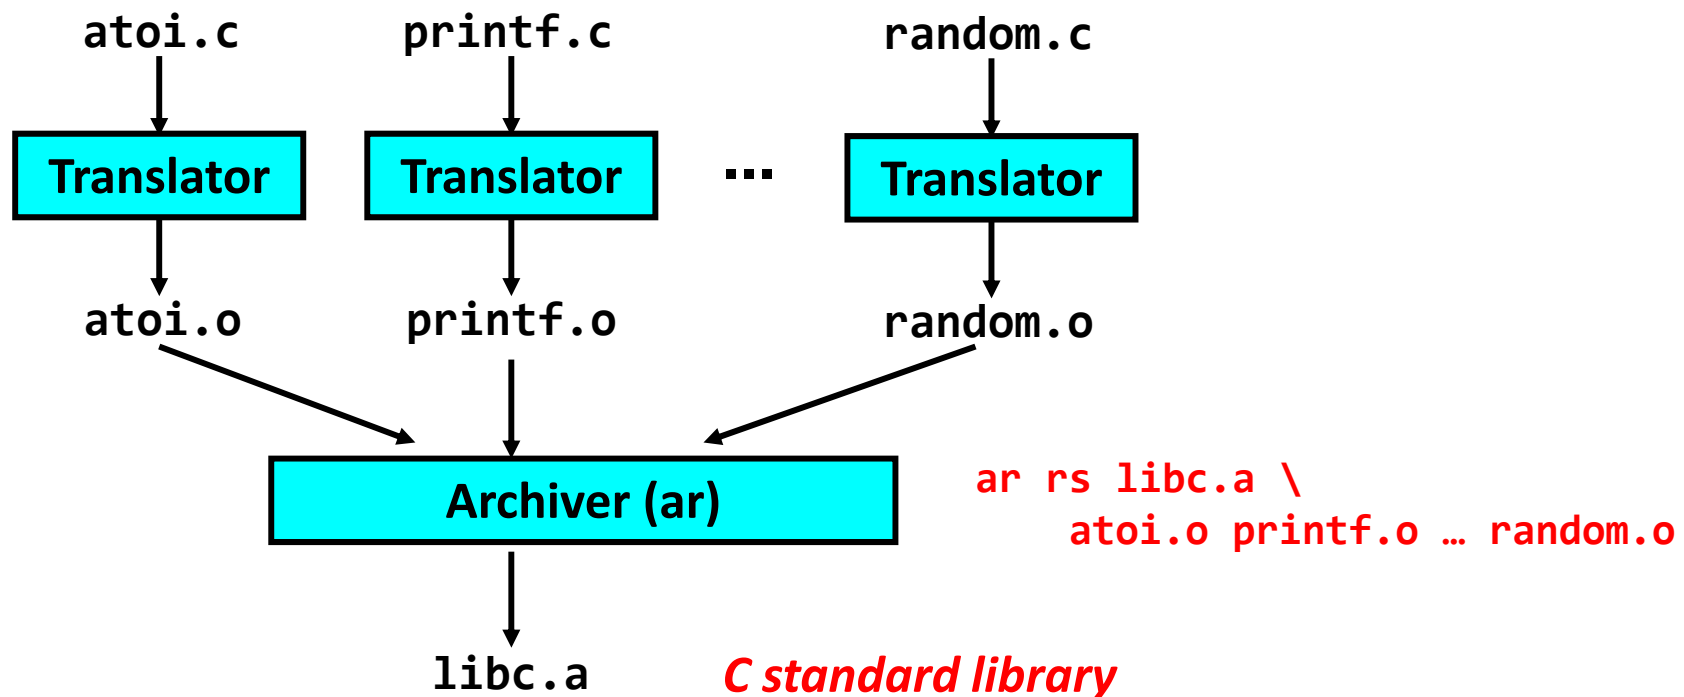 atoi.c printf.c random.c
Translator Translator ... Translator
atoi.o printf.o random.o
Archiver (ar)
ar rs libc.a \
atoi.o printf.o … random.o
libc.a C standard library